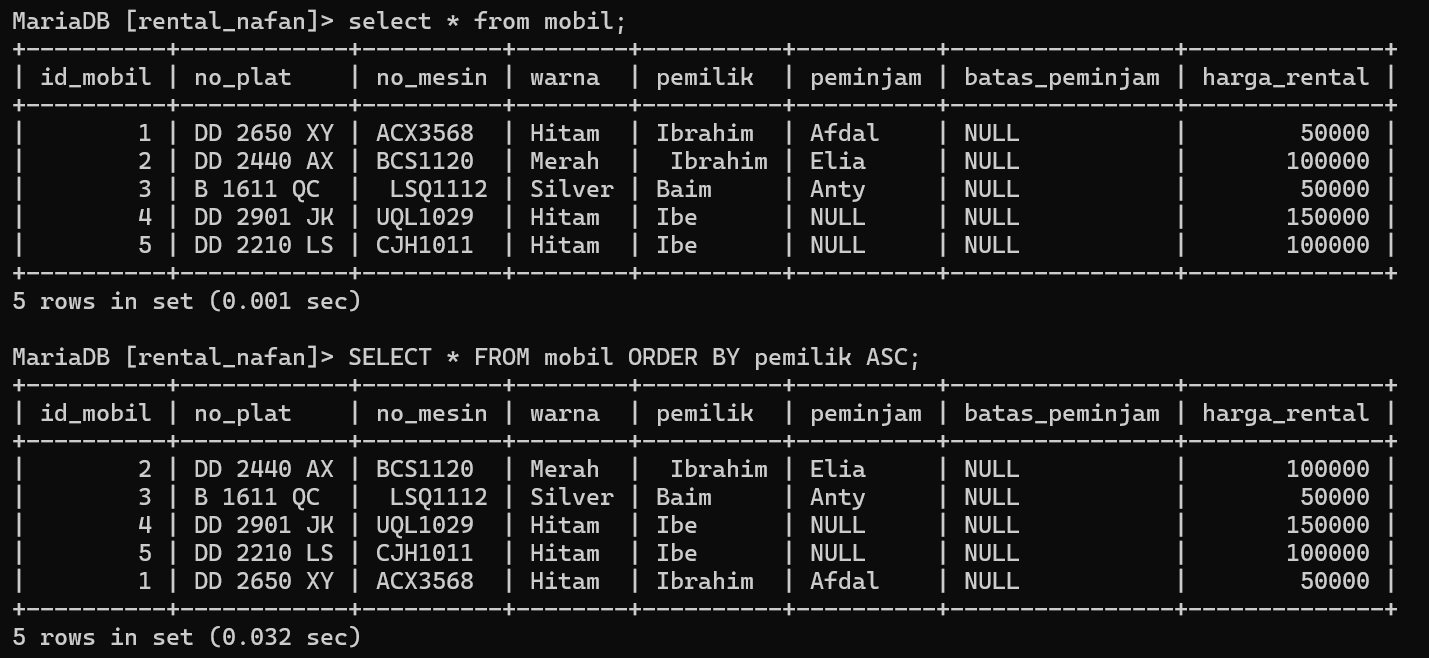 MariaDB [rental_nafan]> select * from mobil;
+----------+-------------+----------+--------+----------+----------+----------------+--------------+
| id_mobil | no_plat     | no_mesin | warna  | pemilik  | peminjam | batas_peminjam | harga_rental |
+----------+-------------+----------+--------+----------+----------+----------------+--------------+
|        1 | DD 2650 XY | ACX3568  | Hitam  | Ibrahim  | Afdal    | NULL           |        50000 |
|        2 | DD 2440 AX | BCS1120  | Merah  |  Ibrahim | Elia     | NULL           |       100000 |
|        3 | B 1611 QC  |  LSQ1112 | Silver | Baim     | Anty     | NULL           |        50000 |
|        4 | DD 2901 JK | UQL1029  | Hitam  | Ibe      | NULL     | NULL           |       150000 |
|        5 | DD 2210 LS | CJH1011  | Hitam  | Ibe      | NULL     | NULL           |       100000 |
+----------+-------------+----------+--------+----------+----------+----------------+--------------+
5 rows in set (0.001 sec)
MariaDB [rental_nafan]> SELECT * FROM mobil ORDER BY pemilik ASC;
+----------+-------------+----------+--------+----------+----------+----------------+--------------+
| id_mobil | no_plat     | no_mesin | warna  | pemilik  | peminjam | batas_peminjam | harga_rental |
+----------+-------------+----------+--------+----------+----------+----------------+--------------+
|        2 | DD 2440 AX | BCS1120  | Merah  |  Ibrahim | Elia     | NULL           |       100000 |
|        3 | B 1611 QC  |  LSQ1112 | Silver | Baim     | Anty     | NULL           |        50000 |
|        4 | DD 2901 JK | UQL1029  | Hitam  | Ibe      | NULL     | NULL           |       150000 |
|        5 | DD 2210 LS | CJH1011  | Hitam  | Ibe      | NULL     | NULL           |       100000 |
|        1 | DD 2650 XY | ACX3568  | Hitam  | Ibrahim  | Afdal    | NULL           |        50000 |
+----------+-------------+----------+--------+----------+----------+----------------+--------------+
5 rows in set (0.032 sec)